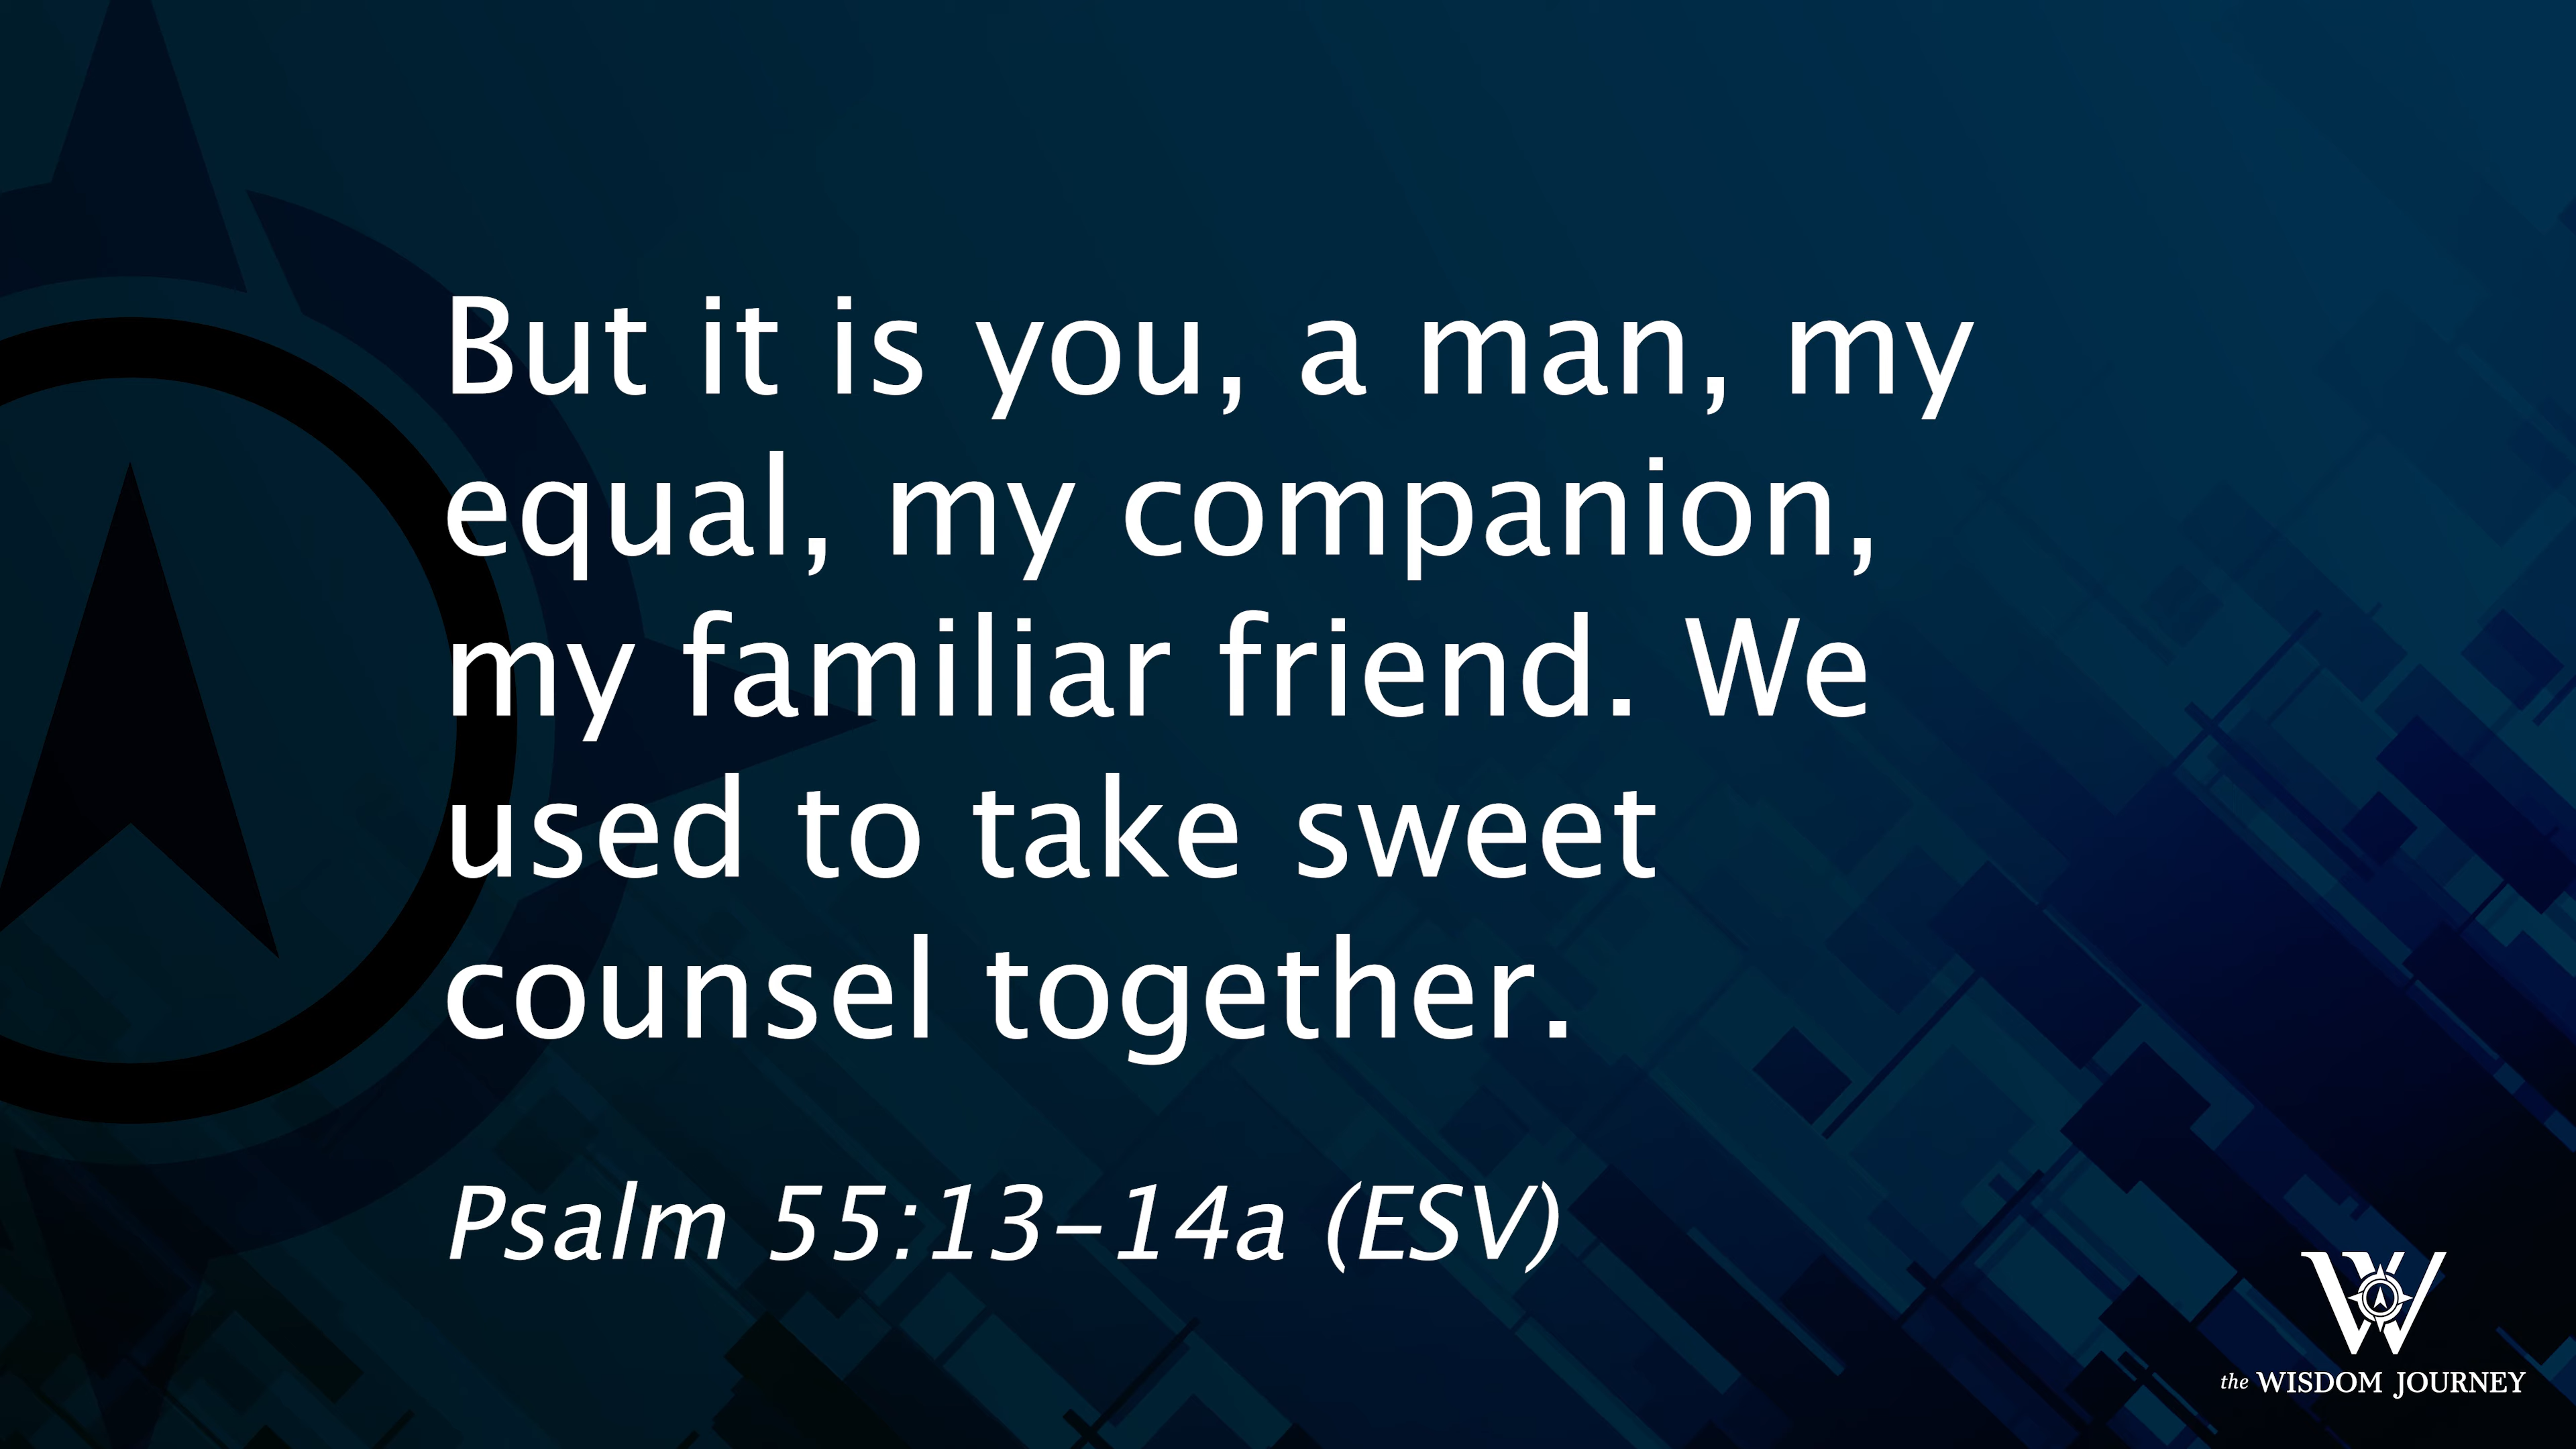 But it is you, a man, my
equal, my companion,
my familiar friend. We
used to take sweet
counsel together.
Psalm 55:13–14a (ESV)
W
the WISDOM JOURNEY